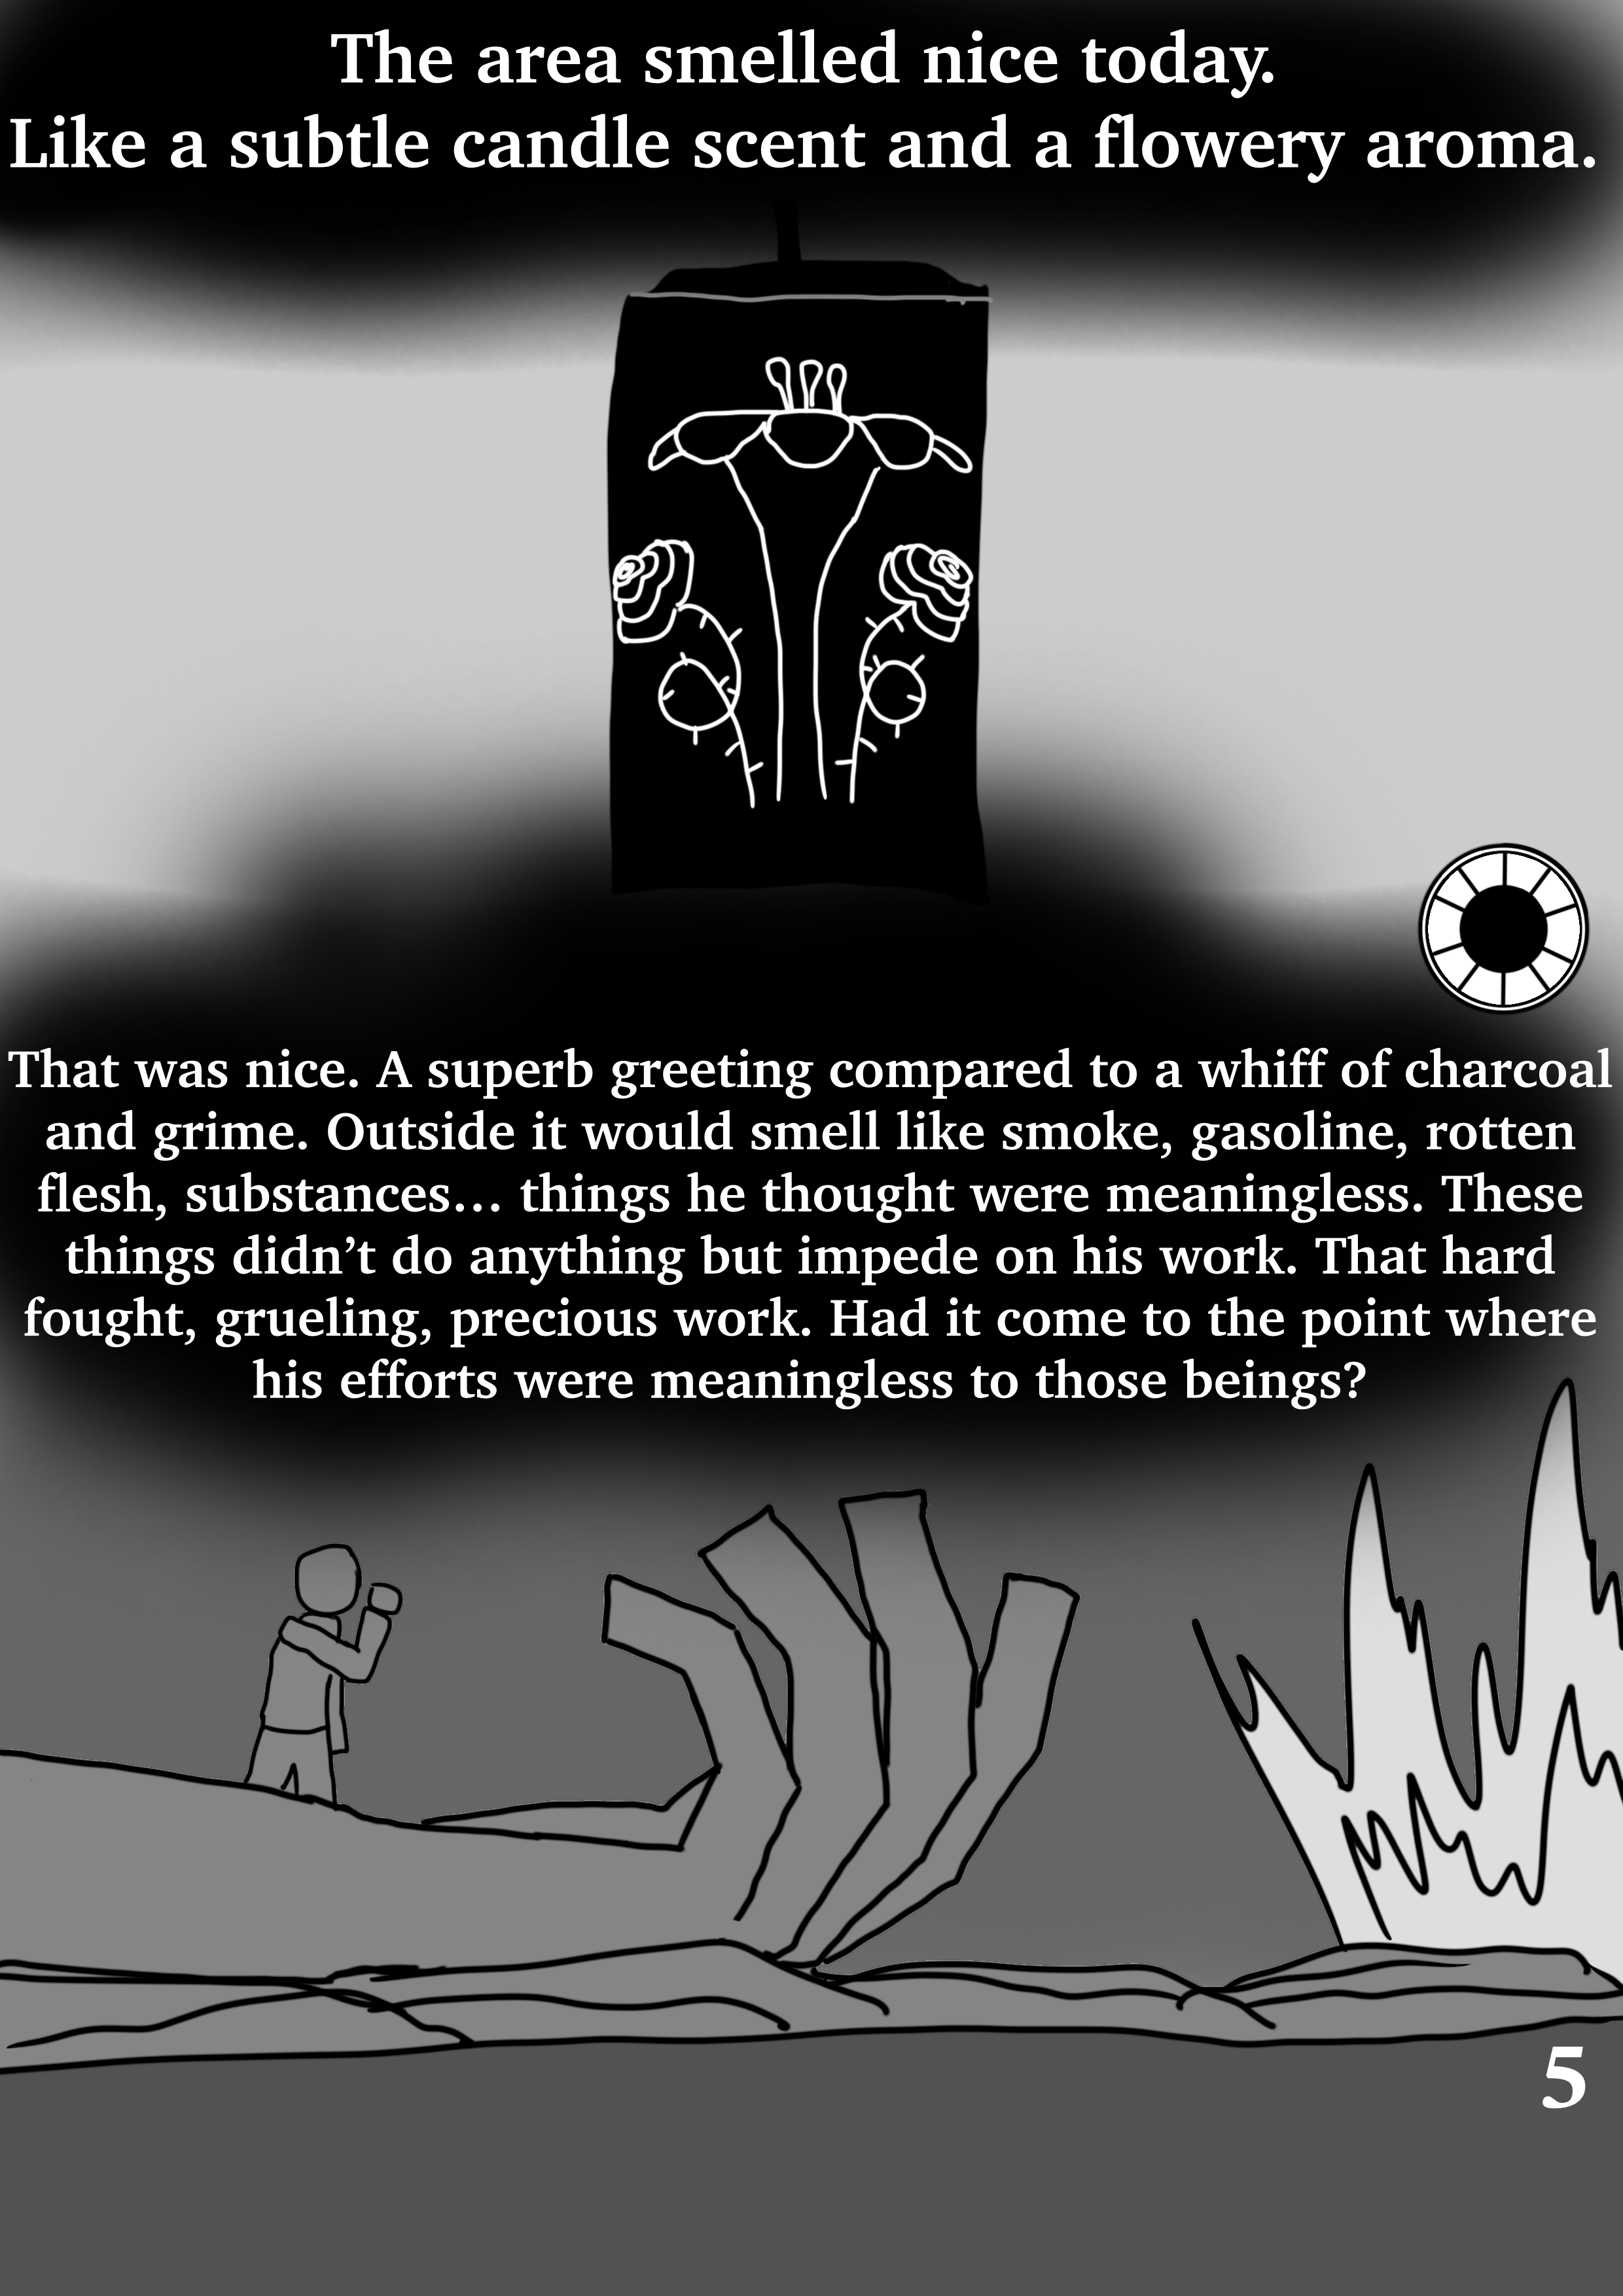 The area smelled nice today.
Like a subtle candle scent and a flowery aroma.
That was nice. A superb greeting compared to a whiff of charcoal
and grime. Outside it would smell like smoke, gasoline, rotten
flesh, substances… things he thought were meaningless. These
things didn’t do anything but impede on his work. That hard
fought, grueling, precious work. Had it come to the point where
his efforts were meaningless to those beings?
5